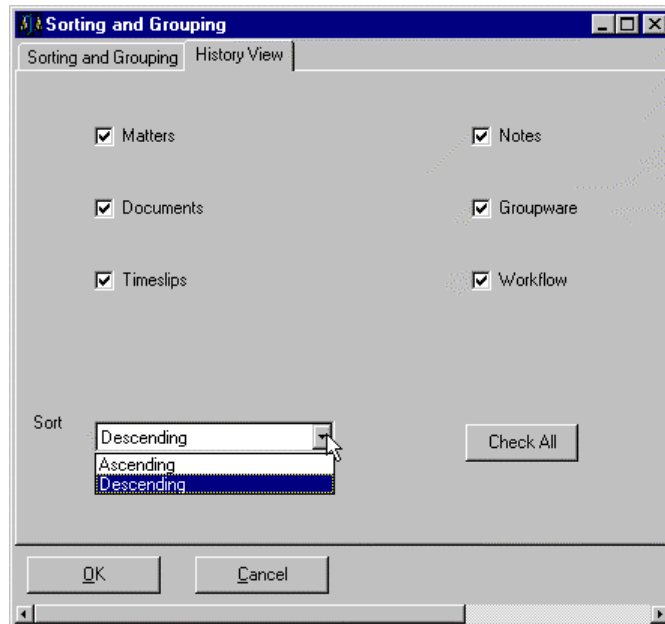 Sorting and Grouping
Sorting and Grouping History View
Matters Notes
Documents Groupware
Timeslips Workflow
Sort Descending Check All
Ascending
Descending
OK Cancel